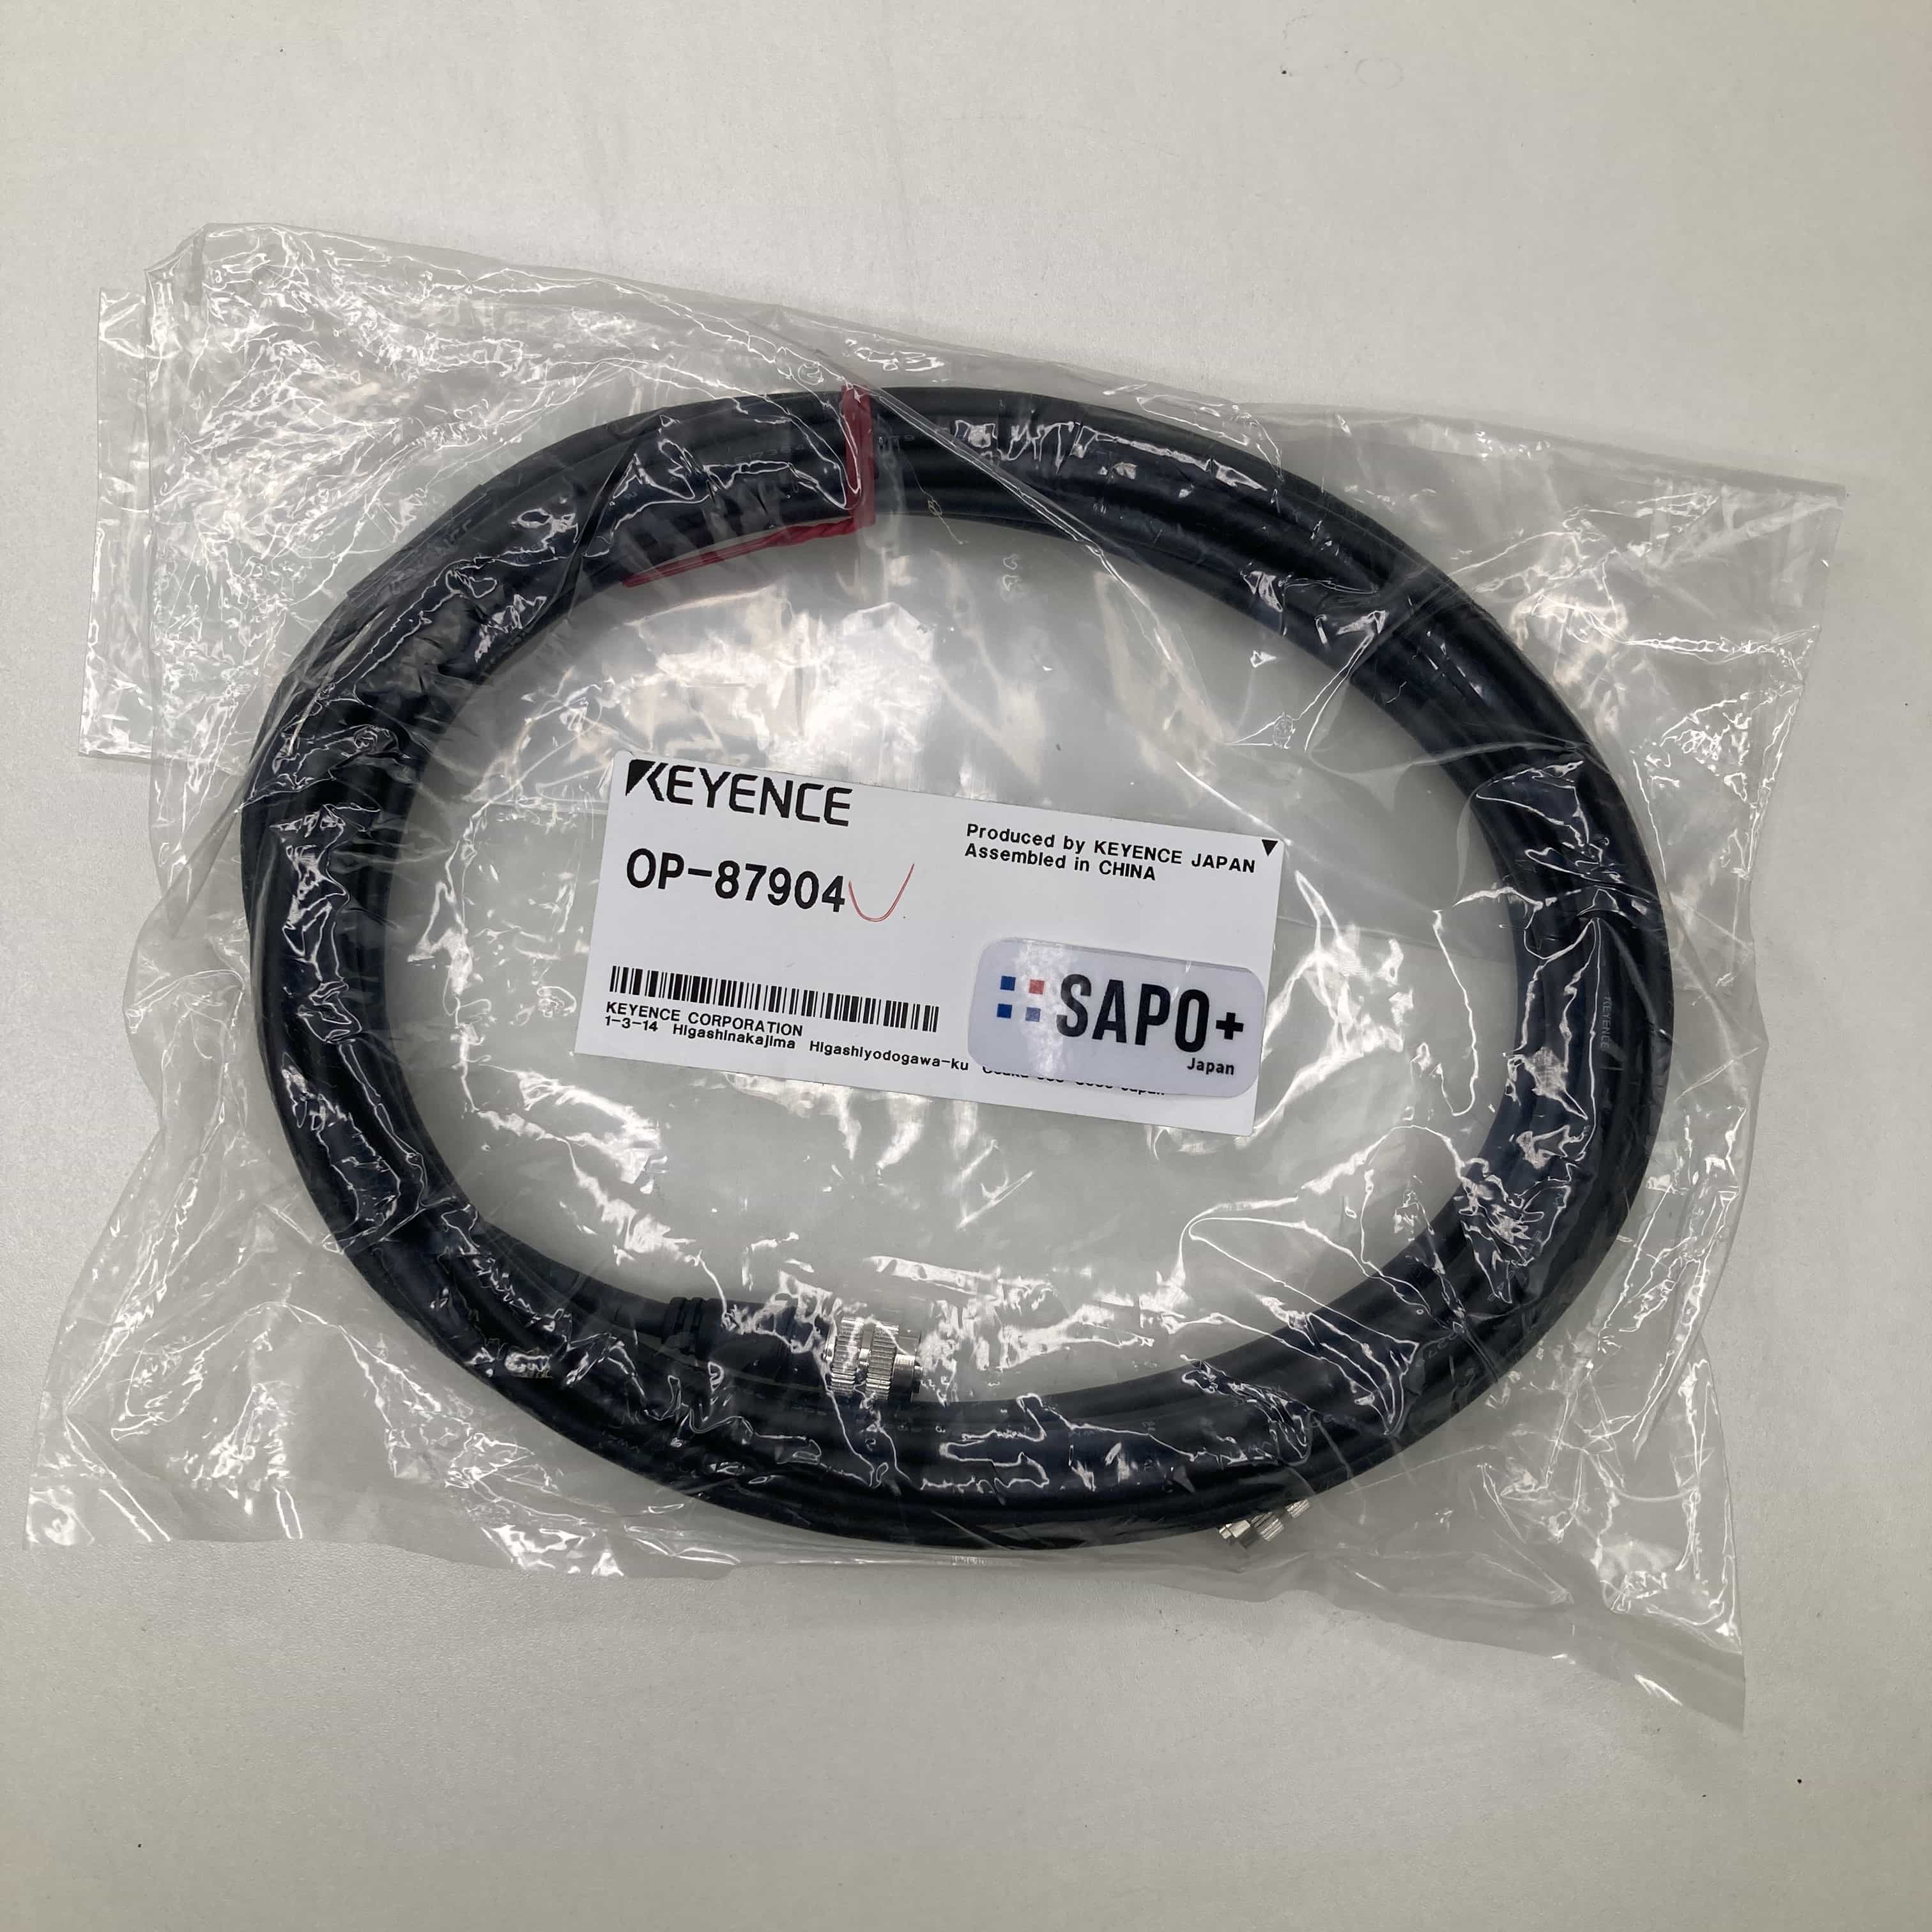 KEYENCE
OP-87904
Produced by KEYENCE JAPAN
Assembled in CHINA
KEYENCE CORPORATION
1-3-14 Higashinakajima Higashiyodogawa-ku
SAPO+
Japan
KEYENCE